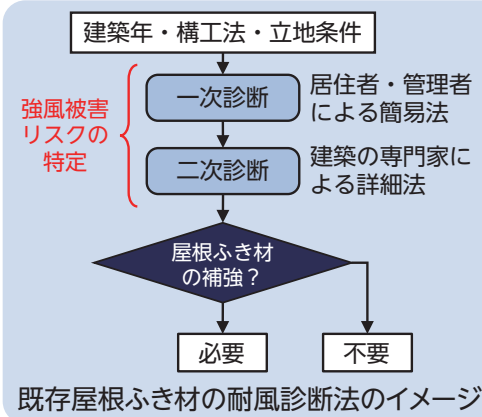 建築年・構工法・立地条件
強風被害
リスクの
特定
一次診断
居住者・管理者
による簡易法
二次診断
建築の専門家に
よる詳細法
屋根ふき材
の補強？
必要
不要
既存屋根ふき材の耐風診断法のイメージ